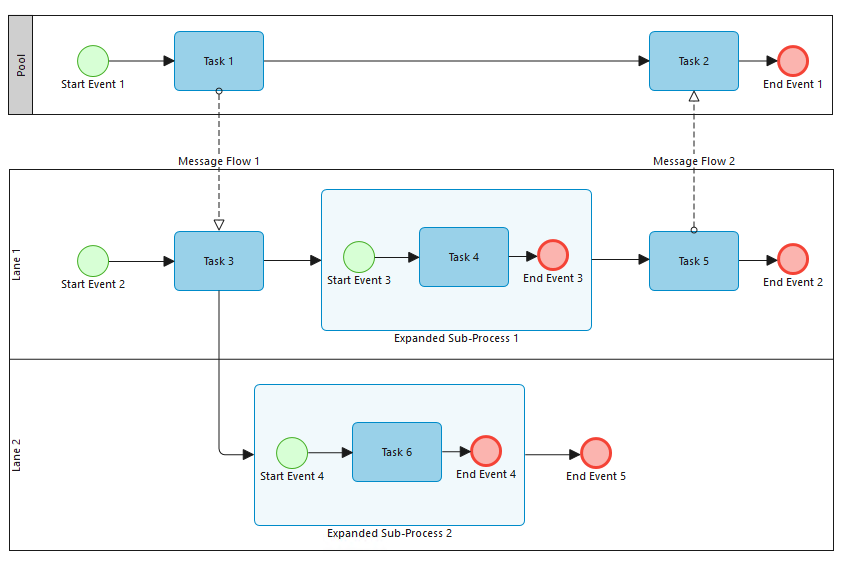 Pool
Start Event 1
Task 1
Task 2
End Event 1
Message Flow 1
Message Flow 2
Lane 1
Start Event 2
Task 3
Start Event 3
Task 4
End Event 3
Expanded Sub-Process 1
Task 5
End Event 2
Lane 2
Start Event 4
Task 6
End Event 4
Expanded Sub-Process 2
End Event 5